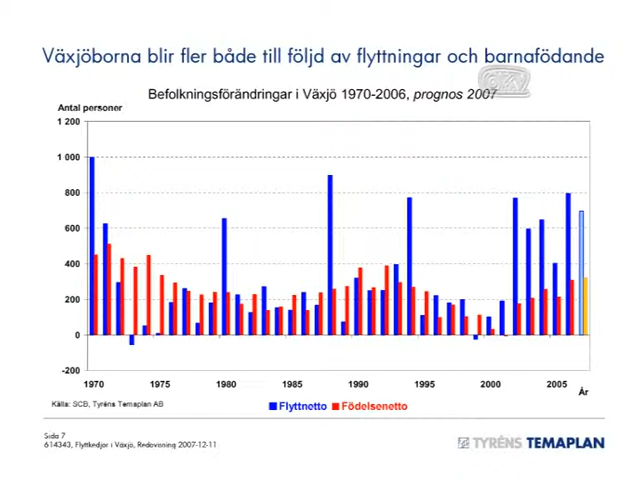 Växjöborna blir fler både till följd av flyttningar och barnafödande
Befolkningsförändringar i Växjö 1970-2006, prognos 2007
Antal personer
1 200
1 000
800
600
400
200
0
-200
1970 1975 1980 1985 1990 1995 2000 2005
År
Källa: SCB, Tyréns Temaplan AB
Flyttnetto Födelsenetto
Sida 7
614343, Flyttkedjor i Växjö, Redovisning 2007-12-11
TYRÉNS TEMAPLAN